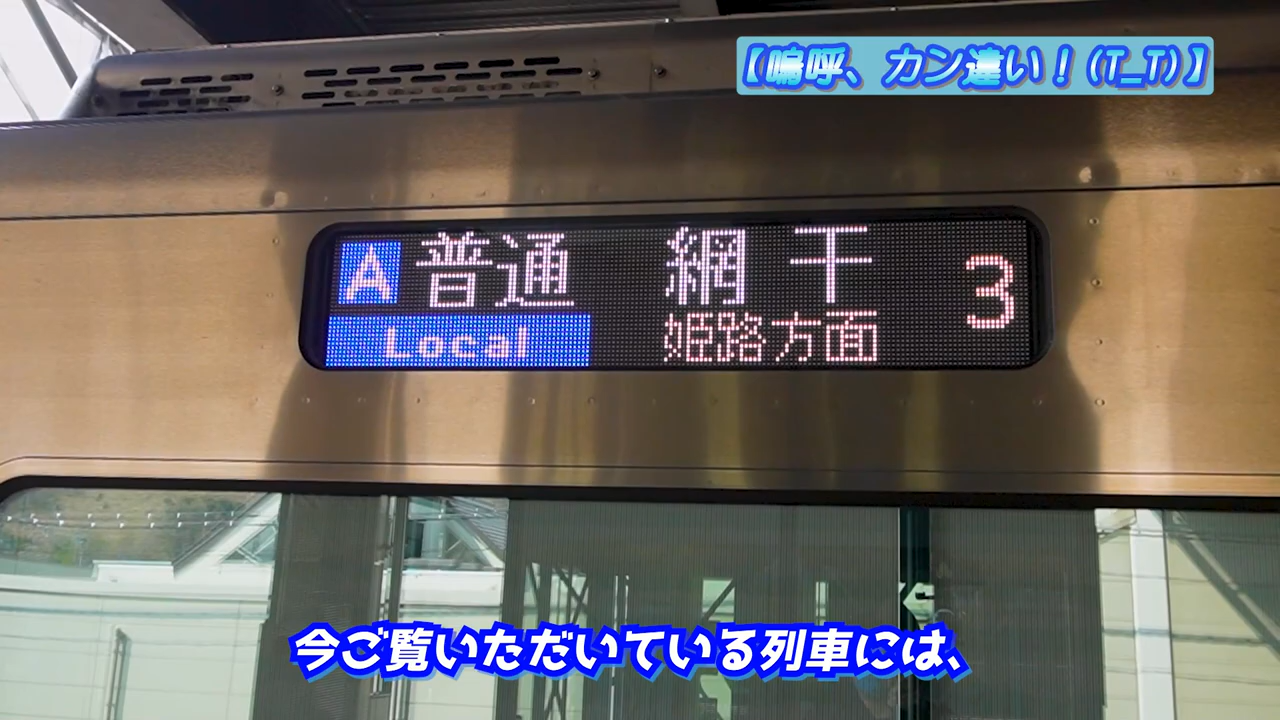 【嗚呼、カン違い！(T_T)】
A 普通 網干 3
Local 姫路方面
今ご覧いただいている列車には、